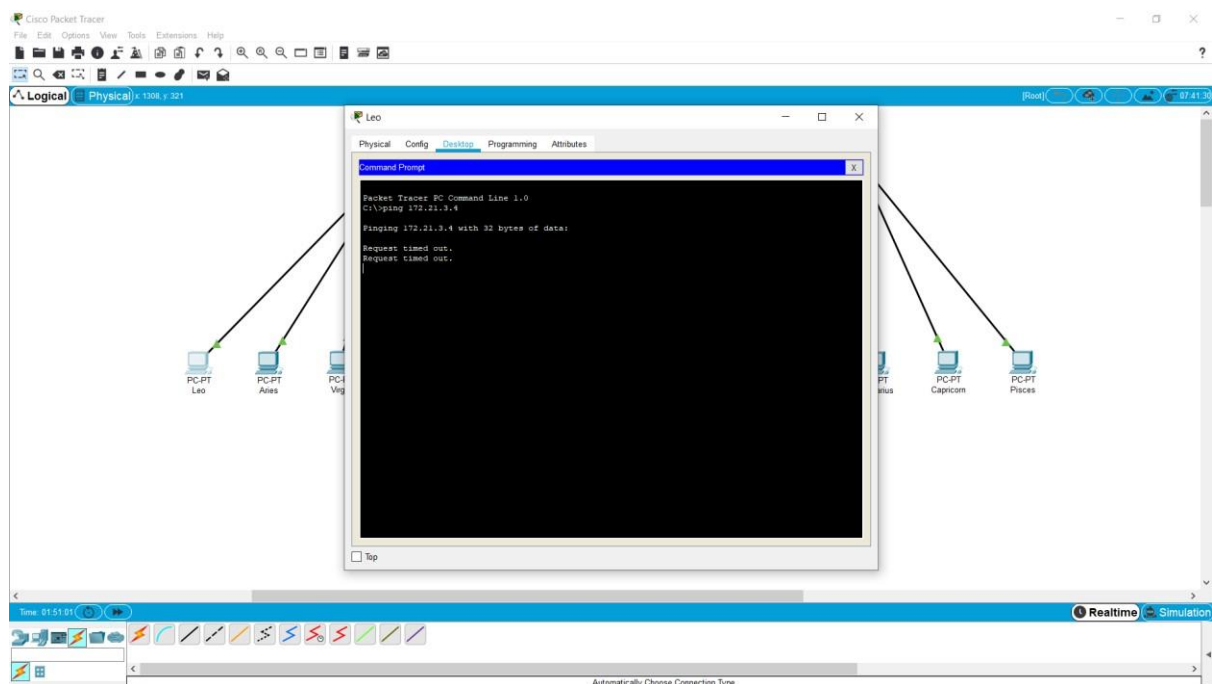 Cisco Packet Tracer
File Edit Options View Tools Extensions Help
?
Logical Physical x: 1308, y: 321 [Root] 07:41:30
Leo
Physical Config Desktop Programming Attributes
Command Prompt X
Packet Tracer PC Command Line 1.0
C:\>ping 172.21.3.4
Pinging 172.21.3.4 with 32 bytes of data:
Request timed out.
Request timed out.
PC-PT
Leo
PC-PT
Aries
PC-PT
Capricorn
PC-PT
Pisces
Top
Time: 01:51:01 Realtime Simulation
Automatically Choose Connection Type